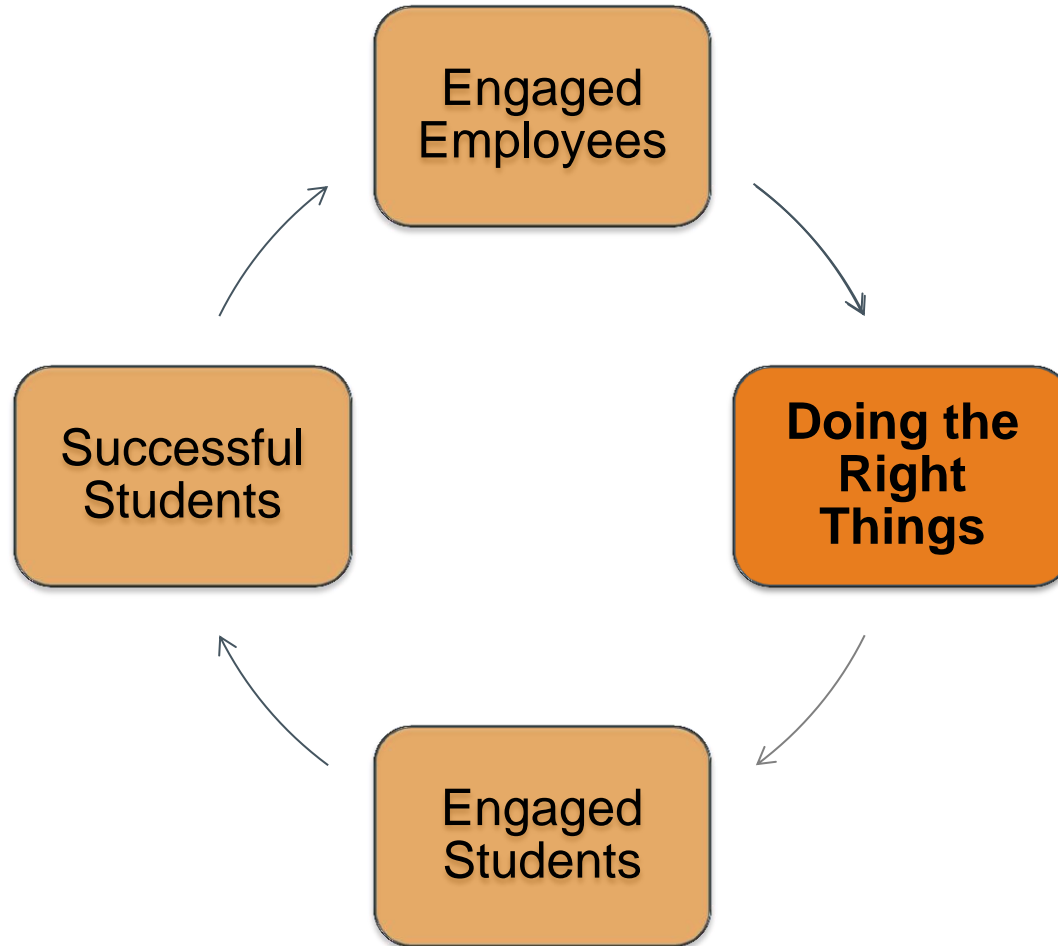 Engaged
Employees
Doing the
Right
Things
Engaged
Students
Successful
Students